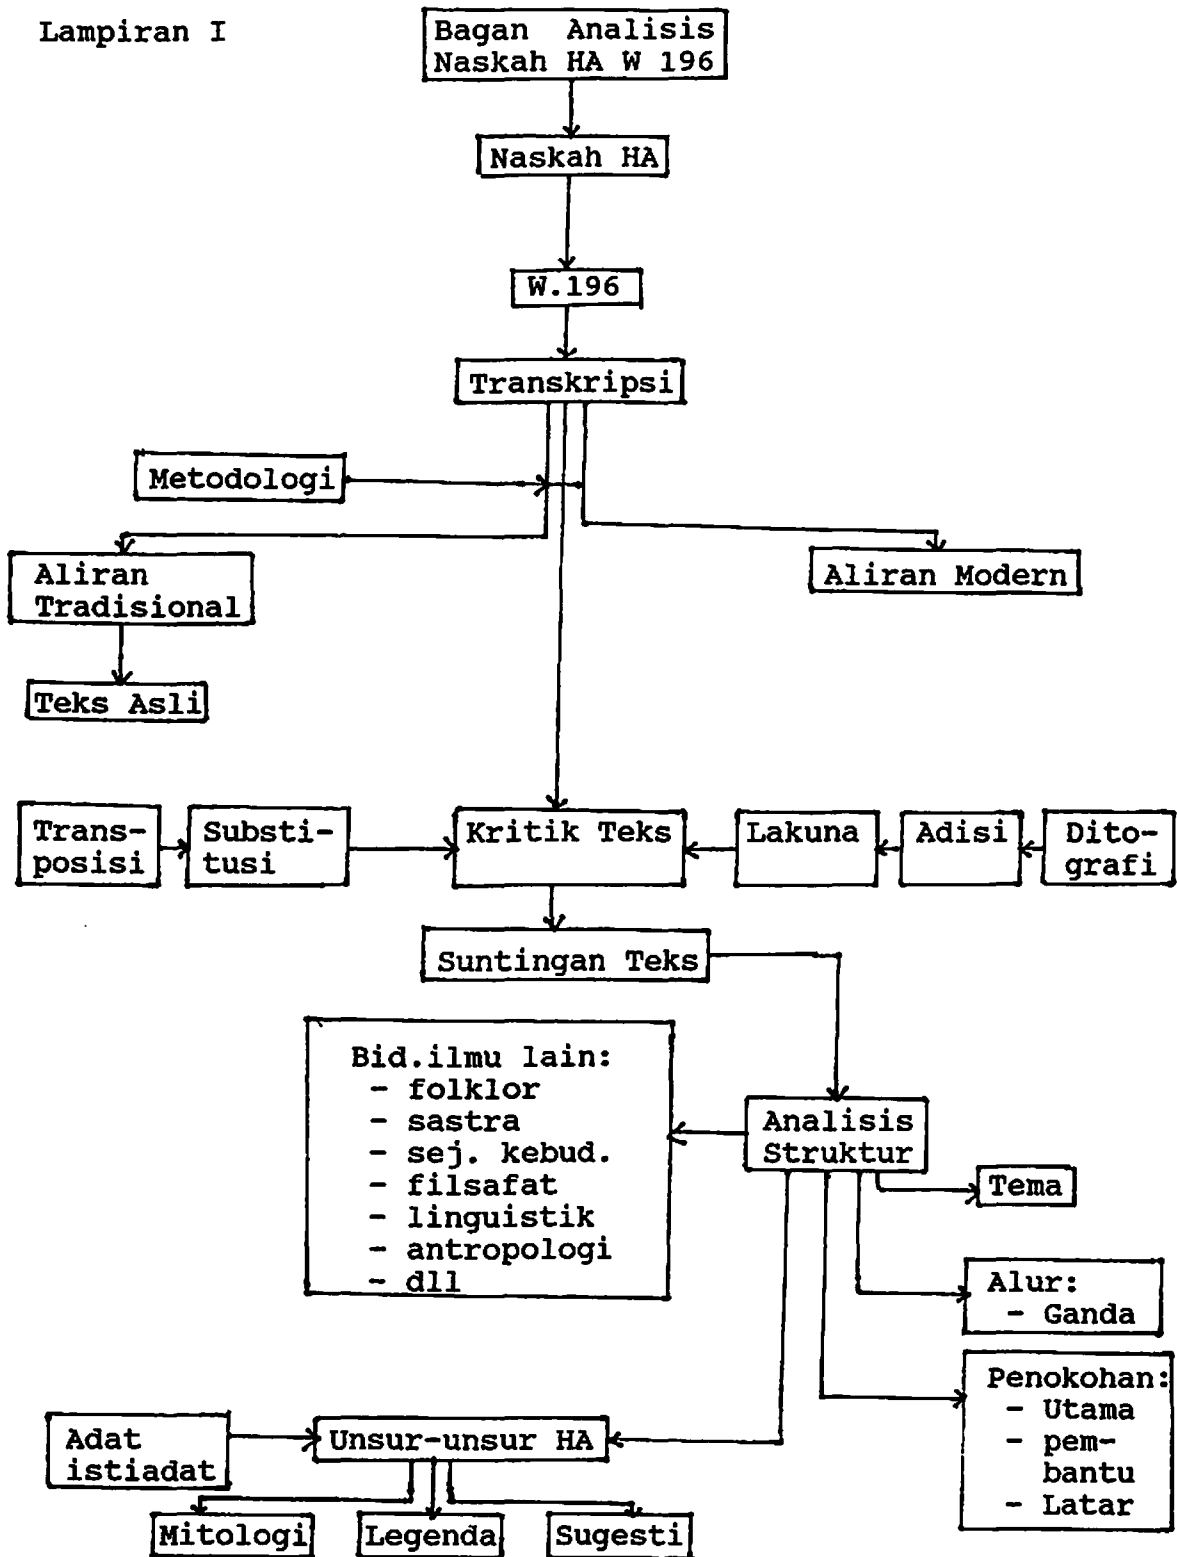 Lampiran I
Bagan Analisis
Naskah HA W 196
Naskah HA
W.196
Transkripsi
Metodologi
Aliran
Tradisional
Aliran Modern
Teks Asli
Trans-
posisi
Substi-
tusi
Kritik Teks
Lakuna
Adisi
Dito-
grafi
Suntingan Teks
Bid.ilmu lain:
- folklor
- sastra
- sej. kebud.
- filsafat
- linguistik
- antropologi
- dll
Analisis
Struktur
Tema
Alur:
- Ganda
Penokohan:
- Utama
- pem-
bantu
- Latar
Adat
istiadat
Unsur-unsur HA
Mitologi
Legenda
Sugesti